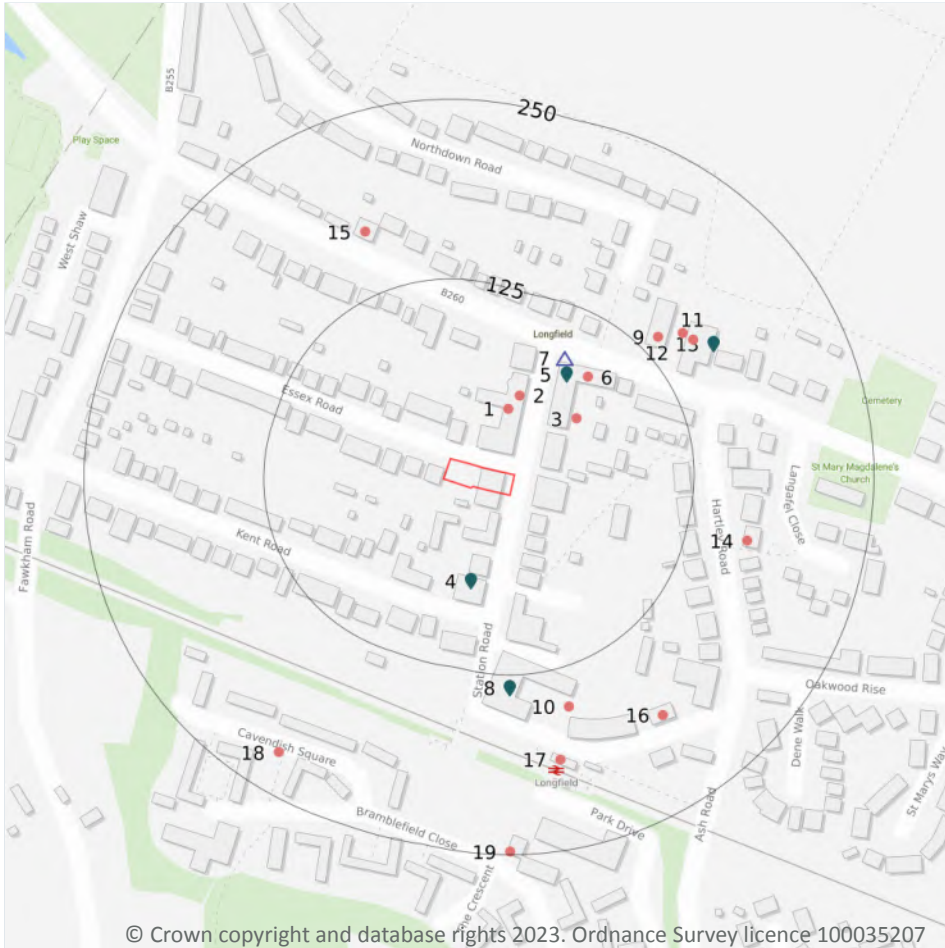 250
B255
Play Space
Northdown Road
West Shaw
15
125
B260
Longfield
11
9
12
13
7
5
6
2
1
3
Essex Road
Cemetery
St Mary Magdalene's
Church
Langafel Close
Hartley Road
14
Kent Road
Fawkham Road
4
Station Road
8
10
16
Oakwood Rise
17
Longfield
Cavendish Square
18
Dene Walk
St Marys Way
Bramblefield Close
Park Drive
Ash Road
19
The Crescent
© Crown copyright and database rights 2023. Ordnance Survey licence 100035207